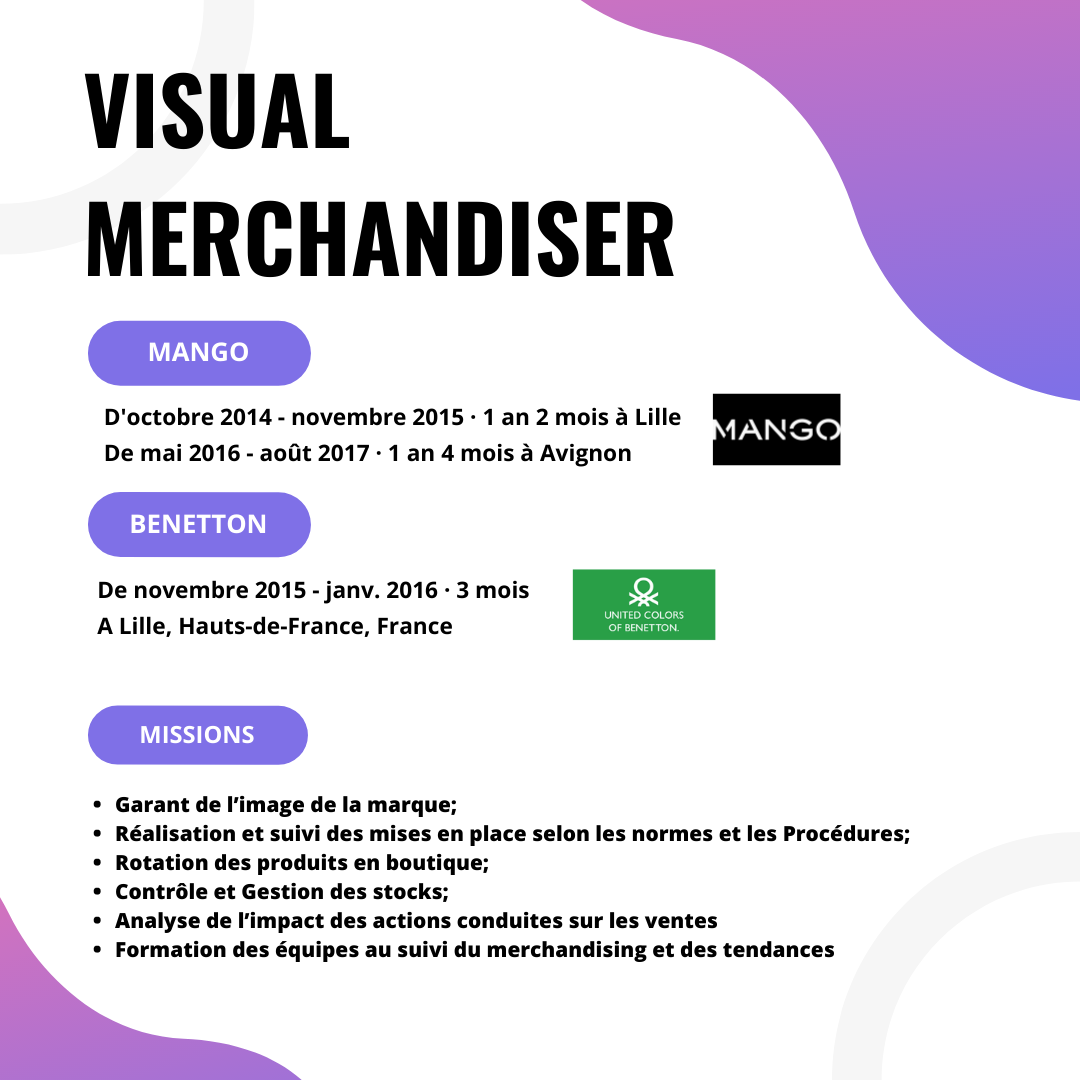 VISUAL
MERCHANDISER
MANGO
D'octobre 2014 - novembre 2015 · 1 an 2 mois à Lille
De mai 2016 - août 2017 · 1 an 4 mois à Avignon
MANGO
BENETTON
De novembre 2015 - janv. 2016 · 3 mois
A Lille, Hauts-de-France, France
UNITED COLORS
OF BENETTON.
MISSIONS
• Garant de l’image de la marque;
• Réalisation et suivi des mises en place selon les normes et les Procédures;
• Rotation des produits en boutique;
• Contrôle et Gestion des stocks;
• Analyse de l’impact des actions conduites sur les ventes
• Formation des équipes au suivi du merchandising et des tendances